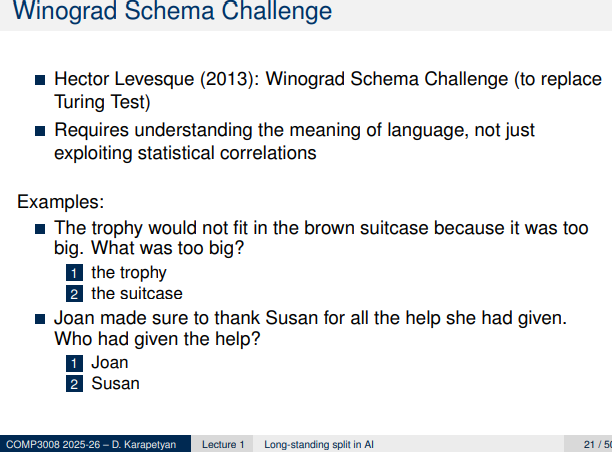 Winograd Schema Challenge
Hector Levesque (2013): Winograd Schema Challenge (to replace
Turing Test)
Requires understanding the meaning of language, not just
exploiting statistical correlations
Examples:
The trophy would not fit in the brown suitcase because it was too
big. What was too big?
1 the trophy
2 the suitcase
Joan made sure to thank Susan for all the help she had given.
Who had given the help?
1 Joan
2 Susan
COMP3008 2025-26 – D. Karapetyan Lecture 1 Long-standing split in AI 21 / 50